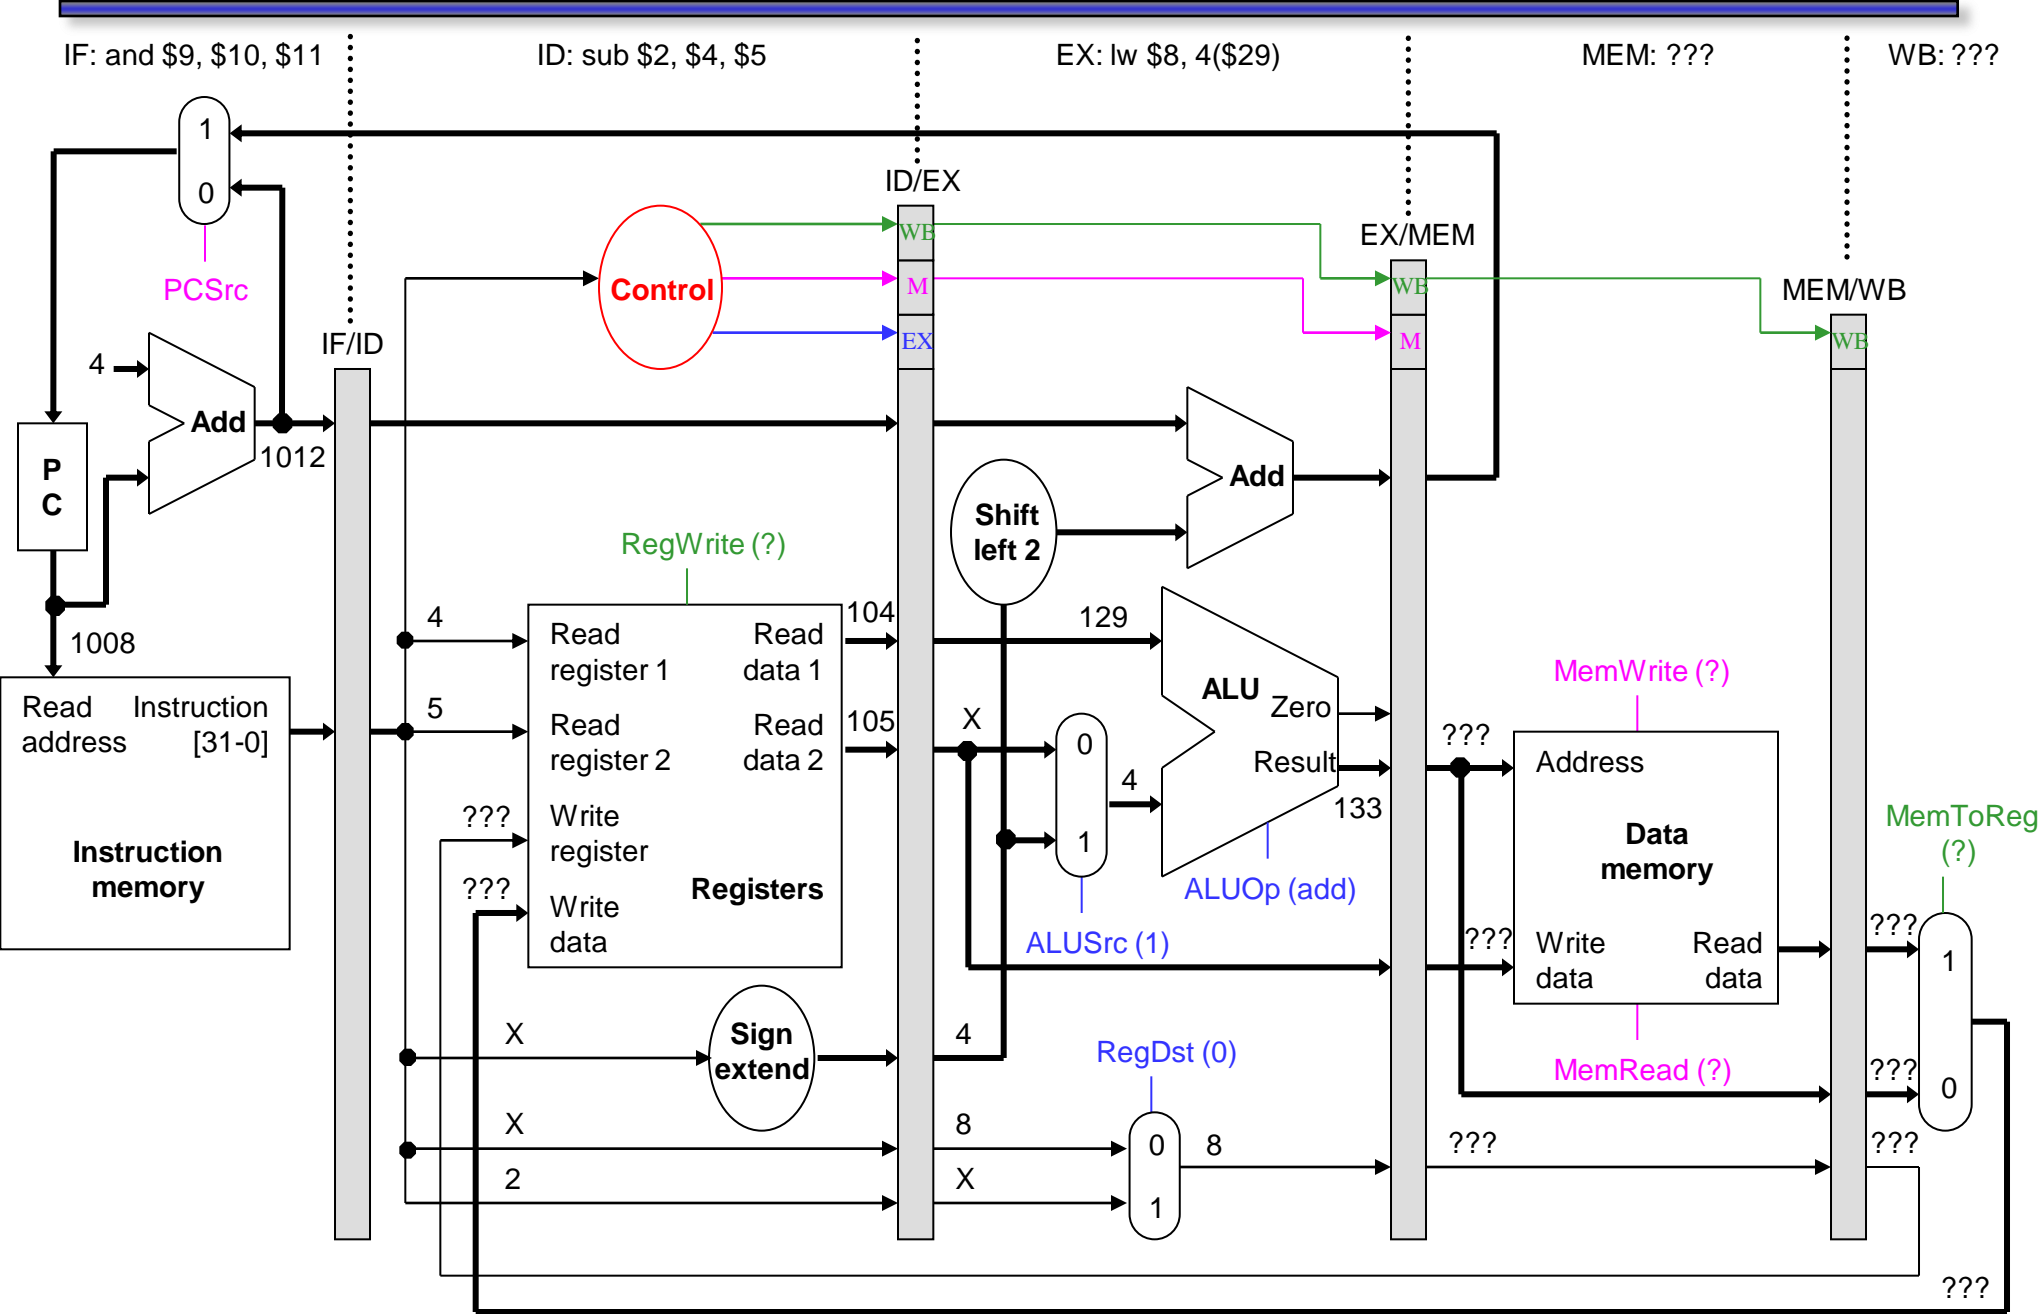 IF: and $9, $10, $11
ID: sub $2, $4, $5
EX: lw $8, 4($29)
MEM: ???
WB: ???
1
0
PCSrc
ID/EX
WB
M
EX
Control
EX/MEM
WB
M
MEM/WB
WB
IF/ID
4
Add
1012
P
C
1008
Add
Shift
left 2
RegWrite (?)
4
5
???
???
Read
register 1
Read
data 1
Read
register 2
Read
data 2
Write
register
Write
data
Registers
104
105
129
X
0
1
4
ALU
Zero
Result
133
ALUOp (add)
ALUSrc (1)
Read
address
Instruction
[31-0]
Instruction
memory
MemWrite (?)
???
Address
Data
memory
???
Write
data
Read
data
MemRead (?)
MemToReg
(?)
???
1
???
0
X
Sign
extend
4
RegDst (0)
X
8
0
8
???
???
2
X
1
???